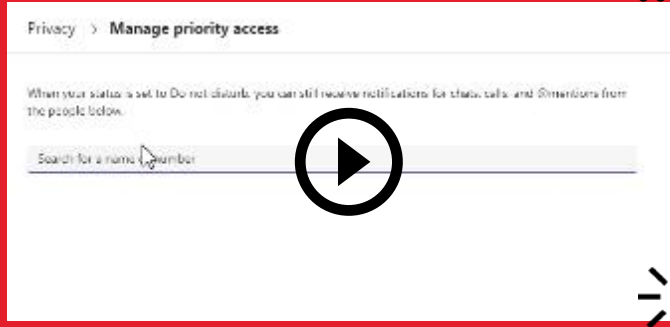 Privacy > Manage priority access
When your status is set to Do not disturb, you can still receive notifications for chats, calls, and @mentions from
the people below.
Search for a name number